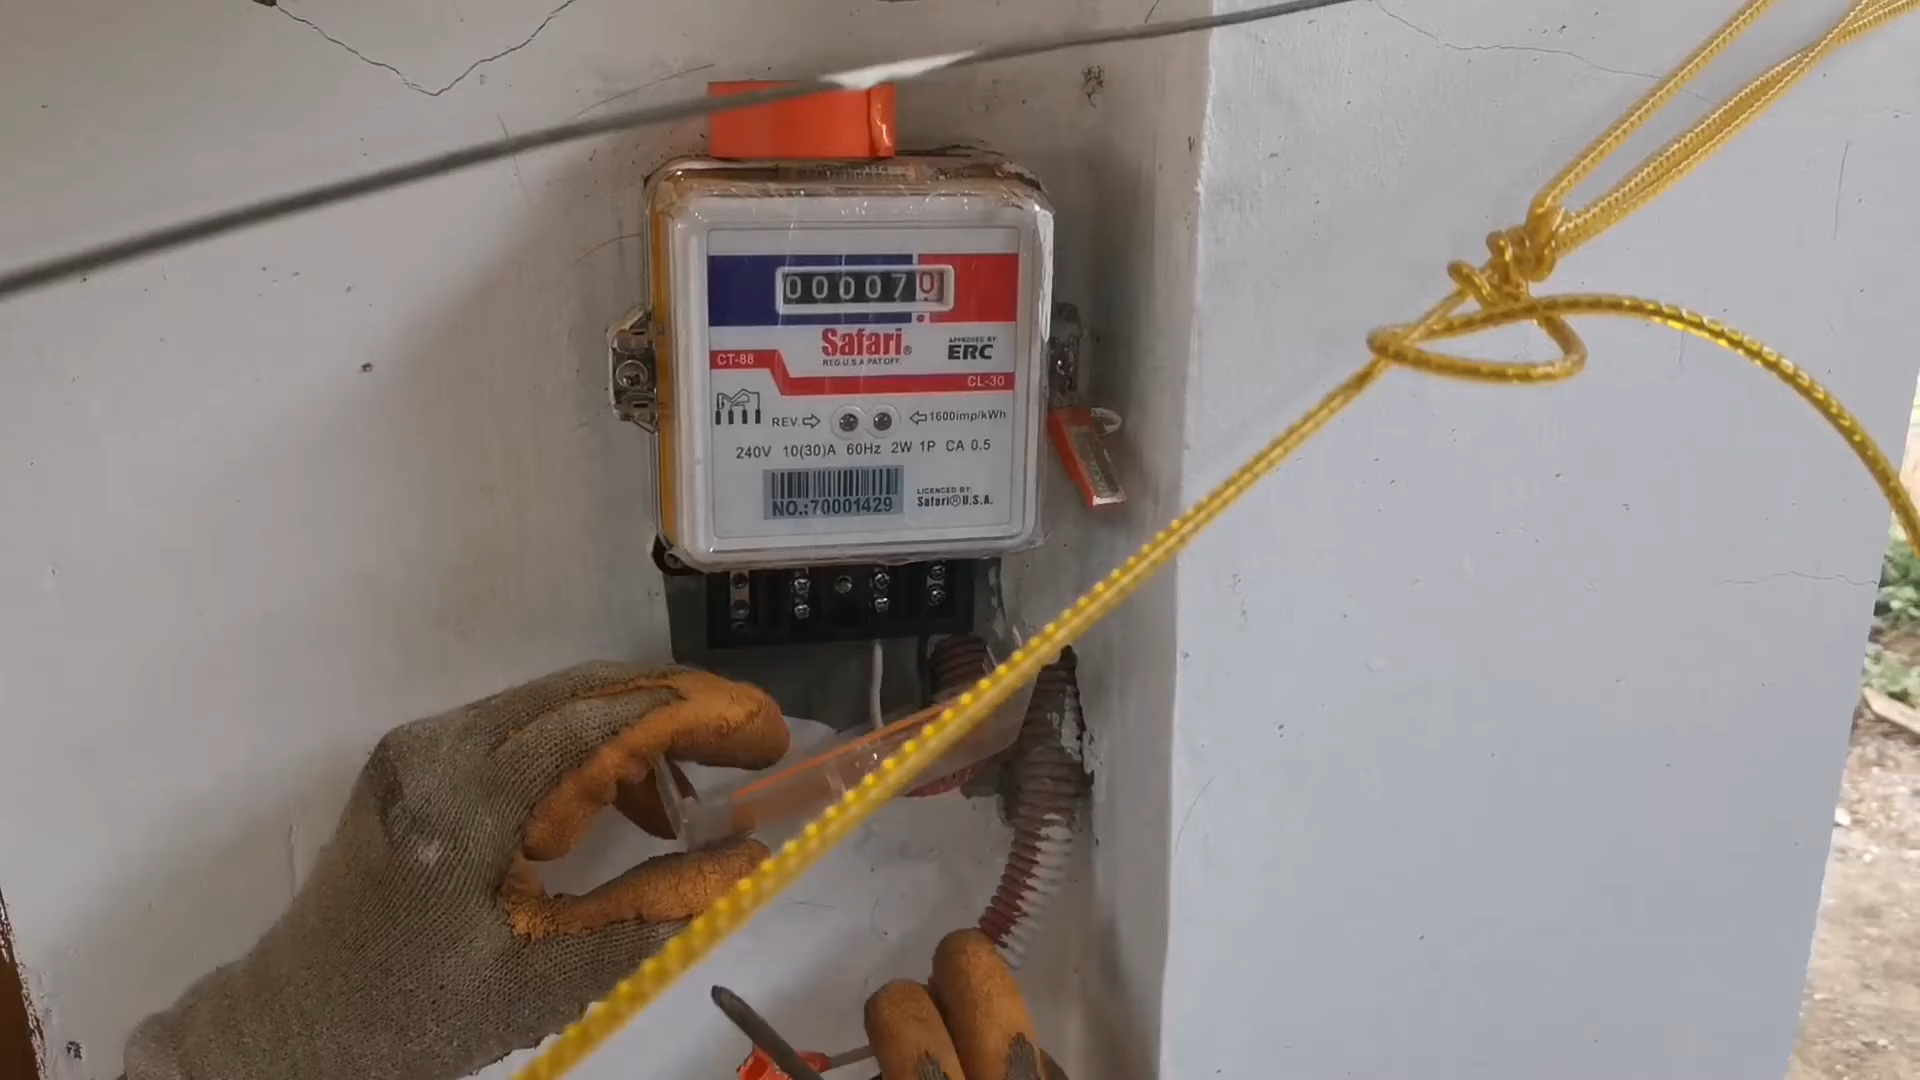 000070
Safari®
REG.U.S.A PAT.OFF.
APPROVED BY:
ERC
CT-88
CL-30
REV.⇨
⇦1600imp/kWh
240V 10(30)A 60Hz 2W 1P CA 0.5
NO.:70001429
LICENCED BY:
Safari®U.S.A.